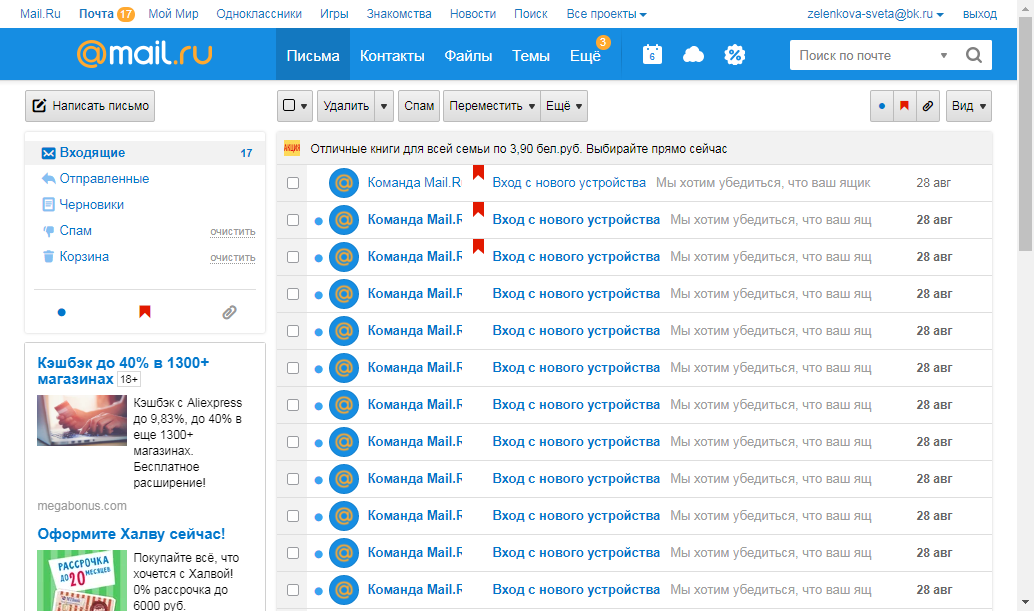 Mail.Ru Почта 17 Мой Мир Одноклассники Игры Знакомства Новости Поиск Все проекты zelenkova-sveta@bk.ru выход
@mail.ru Письма Контакты Файлы Темы Ещё 3 6 % Поиск по почте
Написать письмо Удалить Спам Переместить Ещё Вид
Входящие 17
Отправленные
Черновики
Спам очистить
Корзина очистить
Кэшбэк до 40% в 1300+
магазинах 18+
Кэшбэк с Aliexpress
до 9,83%, до 40% в
еще 1300+
магазинах.
Бесплатное
расширение!
megabonus.com
Оформите Халву сейчас!
РАССРОЧКА
ДО 20 МЕСЯЦЕВ
Покупайте всё, что
хочется с Халвой!
0% рассрочка до
6000 руб.
АКЦИЯ Отличные книги для всей семьи по 3,90 бел.руб. Выбирайте прямо сейчас
Команда Mail.R Вход с нового устройства Мы хотим убедиться, что ваш ящик 28 авг
Команда Mail.R Вход с нового устройства Мы хотим убедиться, что ваш ящ 28 авг
Команда Mail.R Вход с нового устройства Мы хотим убедиться, что ваш ящ 28 авг
Команда Mail.R Вход с нового устройства Мы хотим убедиться, что ваш ящ 28 авг
Команда Mail.R Вход с нового устройства Мы хотим убедиться, что ваш ящ 28 авг
Команда Mail.R Вход с нового устройства Мы хотим убедиться, что ваш ящ 28 авг
Команда Mail.R Вход с нового устройства Мы хотим убедиться, что ваш ящ 28 авг
Команда Mail.R Вход с нового устройства Мы хотим убедиться, что ваш ящ 28 авг
Команда Mail.R Вход с нового устройства Мы хотим убедиться, что ваш ящ 28 авг
Команда Mail.R Вход с нового устройства Мы хотим убедиться, что ваш ящ 28 авг
Команда Mail.R Вход с нового устройства Мы хотим убедиться, что ваш ящ 28 авг
Команда Mail.R Вход с нового устройства Мы хотим убедиться, что ваш ящ 28 авг